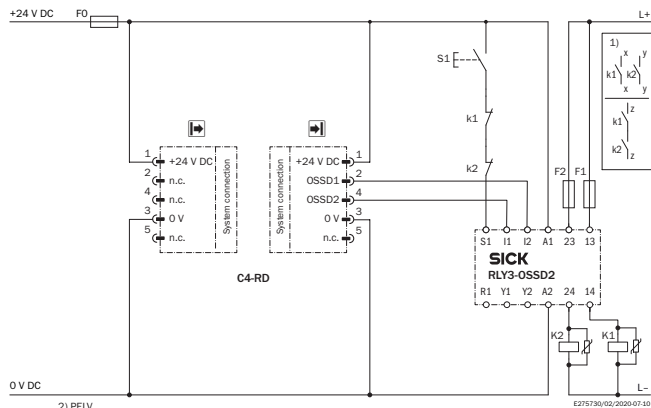 +24 V DC F0 L+
1)
x y
k1 k2
x y
z
k1
k2
z
S1
k1
k2
F2 F1
1 +24 V DC
2 n.c.
4 n.c.
3 0 V
5 n.c.
System connection
System connection
+24 V DC 1
OSSD1 2
OSSD2 4
0 V 3
n.c. 5
C4-RD
S1 I1 I2 A1 23 13
SICK
RLY3-OSSD2
R1 Y1 Y2 A2 24 14
K2 K1
0 V DC L–
2) PELV
E275730/02/2020-07-10